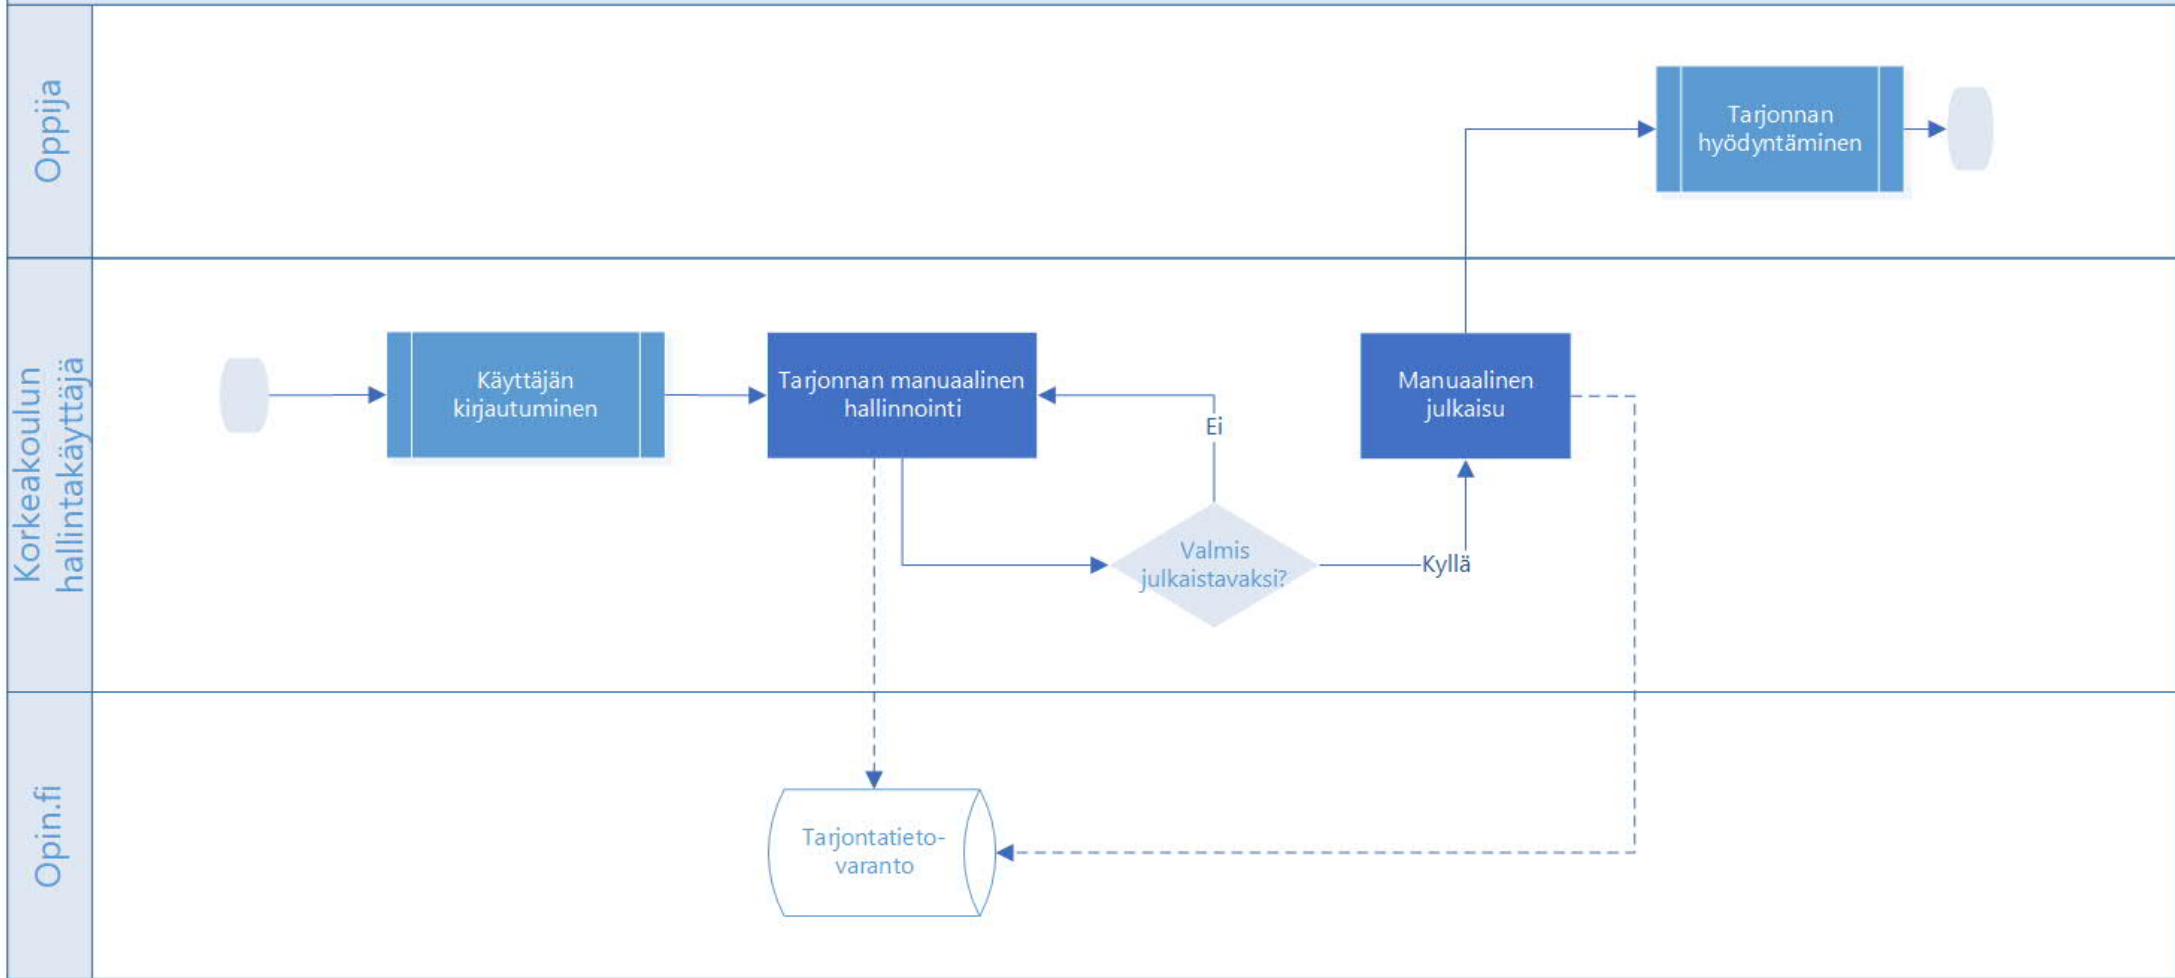 Oppija
Tarjonnan
hyödyntäminen
Korkeakoulun
hallintakäyttäjä
Käyttäjän
kirjautuminen
Tarjonnan manuaalinen
hallinnointi
Ei
Manuaalinen
julkaisu
Valmis
julkaistavaksi?
Kyllä
Opin.fi
Tarjontatieto-
varanto